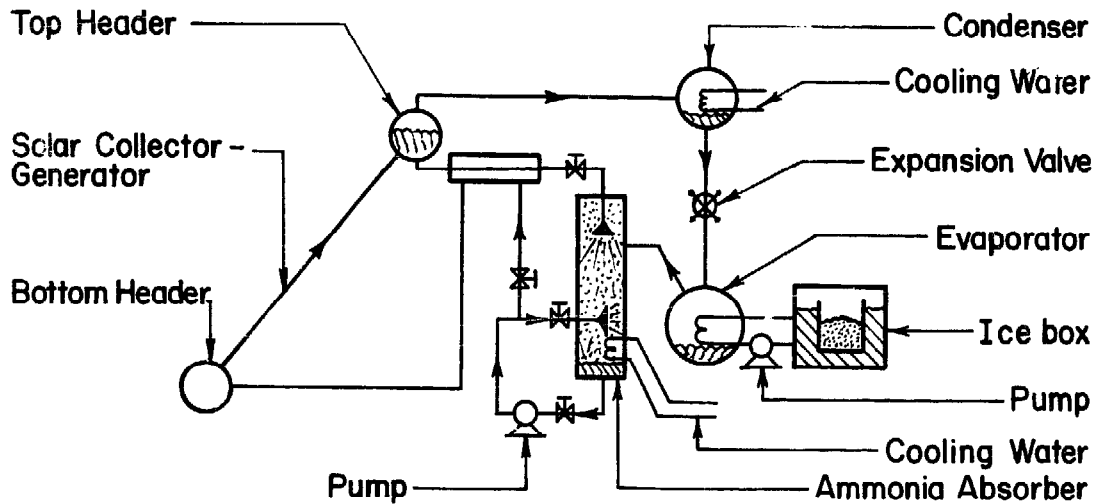 Top Header
Condenser
Cooling Water
Solar Collector -
Generator
Expansion Valve
Evaporator
Bottom Header
Ice box
Pump
Cooling Water
Pump
Ammonia Absorber